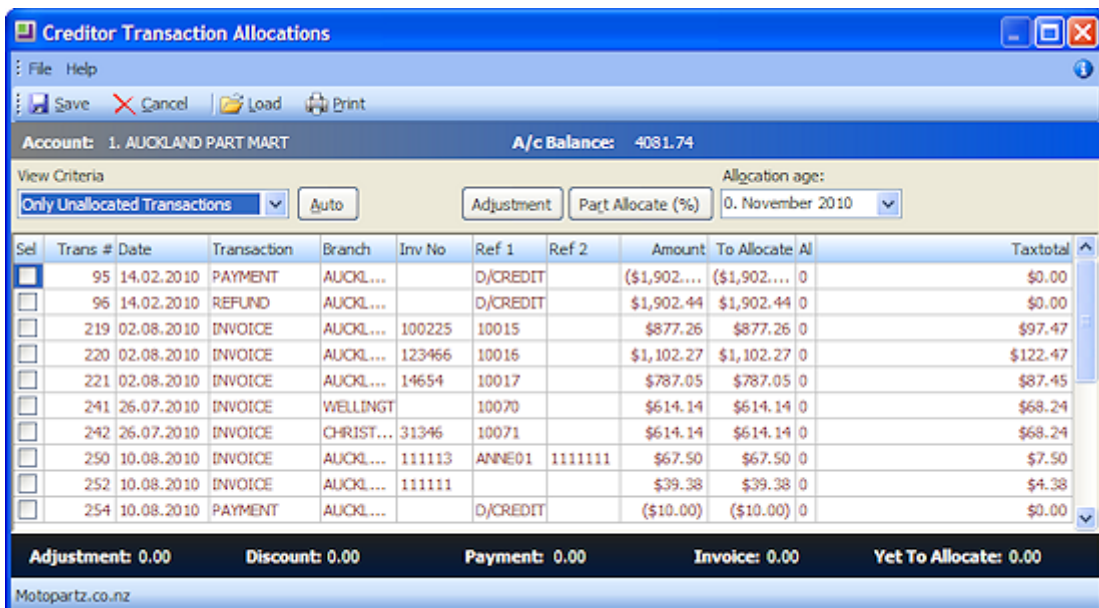 Creditor Transaction Allocations
File Help
Save Cancel Load Print
Account: 1. AUCKLAND PART MART A/c Balance: 4081.74
View Criteria Allocation age:
Only Unallocated Transactions Auto Adjustment Part Allocate (%) 0. November 2010
Sel Trans # Date Transaction Branch Inv No Ref 1 Ref 2 Amount To Allocate Al Taxtotal
95 14.02.2010 PAYMENT AUCKL... D/CREDIT ($1,902.... ($1,902.... 0 $0.00
96 14.02.2010 REFUND AUCKL... D/CREDIT $1,902.44 $1,902.44 0 $0.00
219 02.08.2010 INVOICE AUCKL... 100225 10015 $877.26 $877.26 0 $97.47
220 02.08.2010 INVOICE AUCKL... 123466 10016 $1,102.27 $1,102.27 0 $122.47
221 02.08.2010 INVOICE AUCKL... 14654 10017 $787.05 $787.05 0 $87.45
241 26.07.2010 INVOICE WELLINGT 10070 $614.14 $614.14 0 $68.24
242 26.07.2010 INVOICE CHRIST... 31346 10071 $614.14 $614.14 0 $68.24
250 10.08.2010 INVOICE AUCKL... 111113 ANNE01 1111111 $67.50 $67.50 0 $7.50
252 10.08.2010 INVOICE AUCKL... 111111 $39.38 $39.38 0 $4.38
254 10.08.2010 PAYMENT AUCKL... D/CREDIT ($10.00) ($10.00) 0 $0.00
Adjustment: 0.00 Discount: 0.00 Payment: 0.00 Invoice: 0.00 Yet To Allocate: 0.00
Motopartz.co.nz